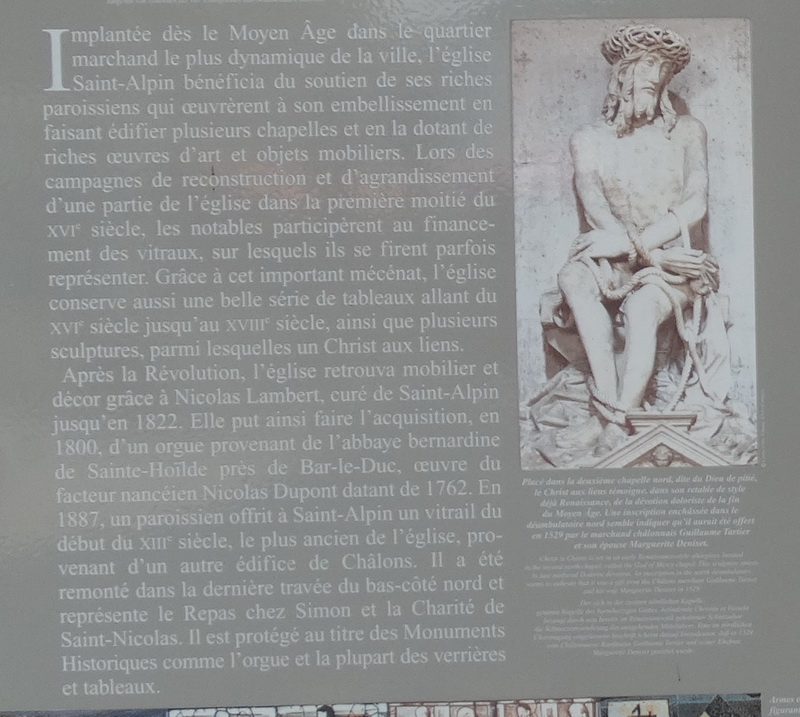 Implantée dès le Moyen Âge dans le quartier
marchand le plus dynamique de la ville, l'église
Saint-Alpin bénéficia du soutien de ses riches
paroissiens qui œuvrèrent à son embellissement en
faisant édifier plusieurs chapelles et en la dotant de
riches œuvres d'art et objets mobiliers. Lors des
campagnes de reconstruction et d'agrandissement
d'une partie de l'église dans la première moitié du
XVIe siècle, les notables participèrent au finance-
ment des vitraux, sur lesquels ils se firent parfois
représenter. Grâce à cet important mécénat, l'église
conserve aussi une belle série de tableaux allant du
XVIe siècle jusqu'au XVIIIe siècle, ainsi que plusieurs
sculptures, parmi lesquelles un Christ aux liens.
Après la Révolution, l'église retrouva mobilier et
décor grâce à Nicolas Lambert, curé de Saint-Alpin
jusqu'en 1822. Elle put ainsi faire l'acquisition, en
1800, d'un orgue provenant de l'abbaye bernardine
de Sainte-Hoïlde près de Bar-le-Duc, œuvre du
facteur nancéien Nicolas Dupont datant de 1762. En
1887, un paroissien offrit à Saint-Alpin un vitrail du
début du XIIIe siècle, le plus ancien de l'église, pro-
venant d'un autre édifice de Châlons. Il a été
remonté dans la dernière travée du bas-côté nord et
représente le Repas chez Simon et la Charité de
Saint-Nicolas. Il est protégé au titre des Monuments
Historiques comme l'orgue et la plupart des verrières
et tableaux.
Placé dans la deuxième chapelle nord, dite du Dieu de pitié,
le Christ aux liens témoigne, dans son retable de style
déjà Renaissance, de la dévotion doloriste de la fin
du Moyen Âge. Une inscription enchâssée dans le
déambulatoire nord semble indiquer qu'il aurait été offert
en 1529 par le marchand châlonnais Guillaume Tartier
et son épouse Marguerite Deniset.
Armes
figurant